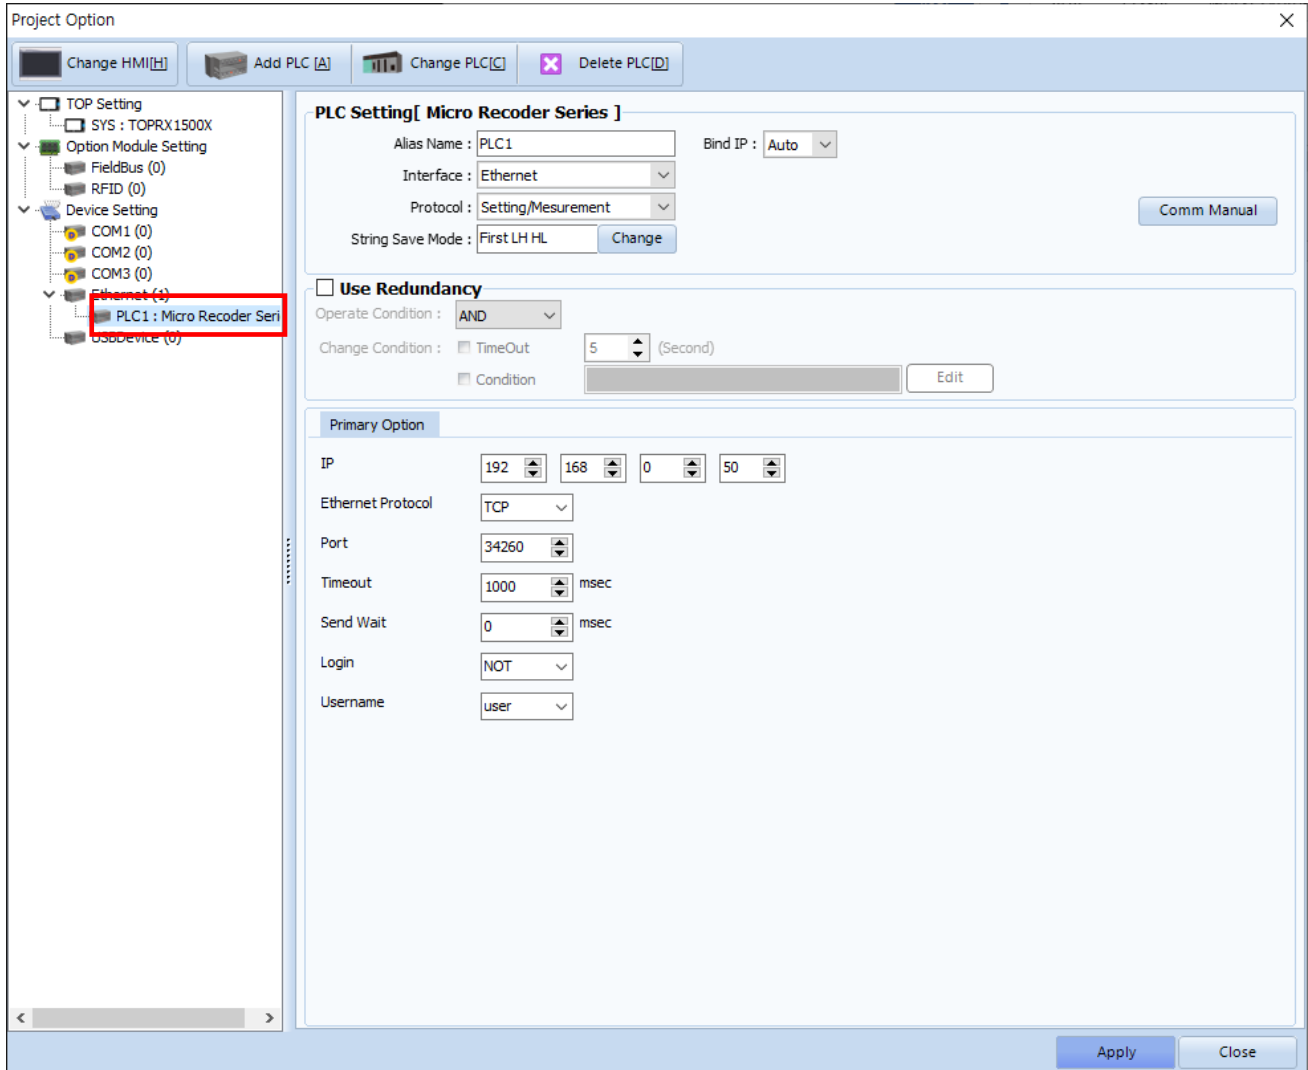 Project Option
Change HMI[H]
Add PLC [A]
Change PLC[C]
Delete PLC[D]
TOP Setting
SYS : TOPRX1500X
Option Module Setting
FieldBus (0)
RFID (0)
Device Setting
COM1 (0)
COM2 (0)
COM3 (0)
Ethernet (1)
PLC1 : Micro Recoder Seri
USBDevice (0)
PLC Setting[ Micro Recoder Series ]
Alias Name : PLC1
Bind IP : Auto
Interface : Ethernet
Protocol : Setting/Mesurement
Comm Manual
String Save Mode : First LH HL Change
Use Redundancy
Operate Condition : AND
Change Condition : TimeOut 5 (Second)
Condition Edit
Primary Option
IP 192 168 0 50
Ethernet Protocol TCP
Port 34260
Timeout 1000 msec
Send Wait 0 msec
Login NOT
Username user
Apply
Close